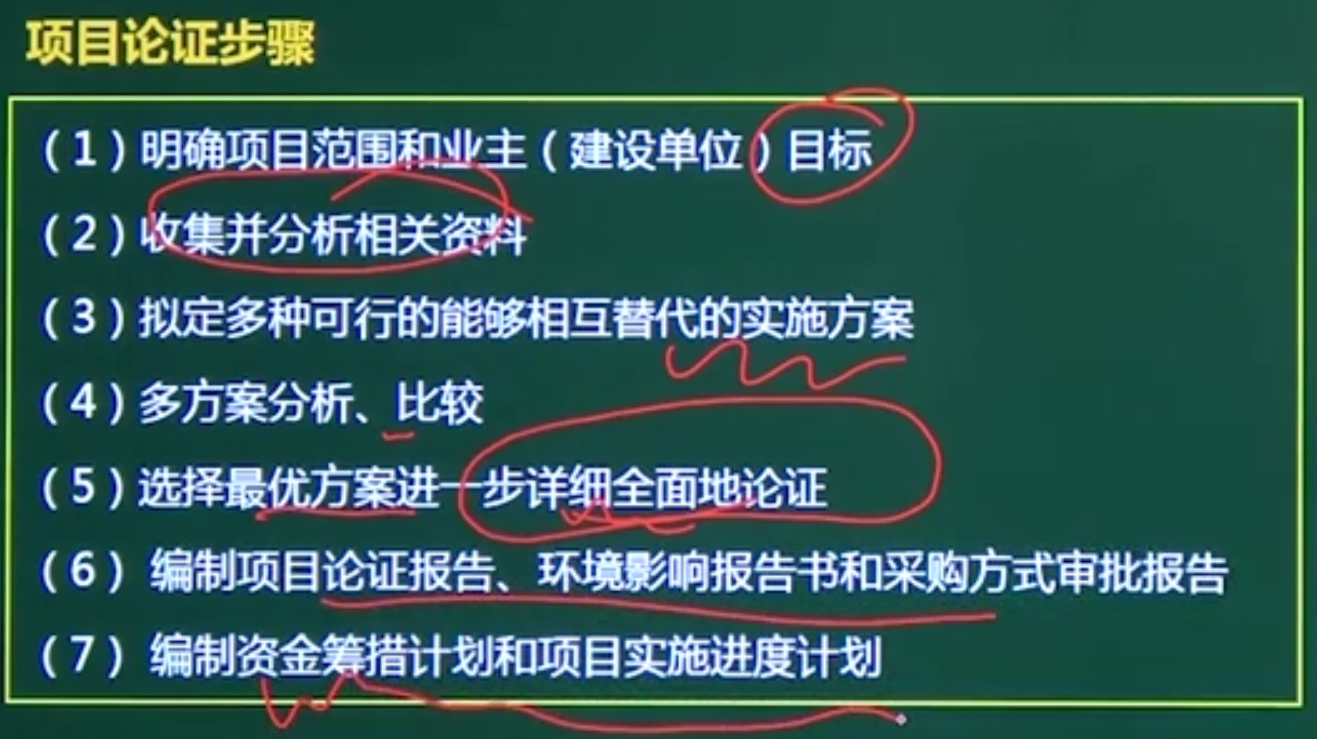 项目论证步骤
（1）明确项目范围和业主（建设单位）目标
（2）收集并分析相关资料
（3）拟定多种可行的能够相互替代的实施方案
（4）多方案分析、比较
（5）选择最优方案进一步详细全面地论证
（6） 编制项目论证报告、环境影响报告书和采购方式审批报告
（7） 编制资金筹措计划和项目实施进度计划